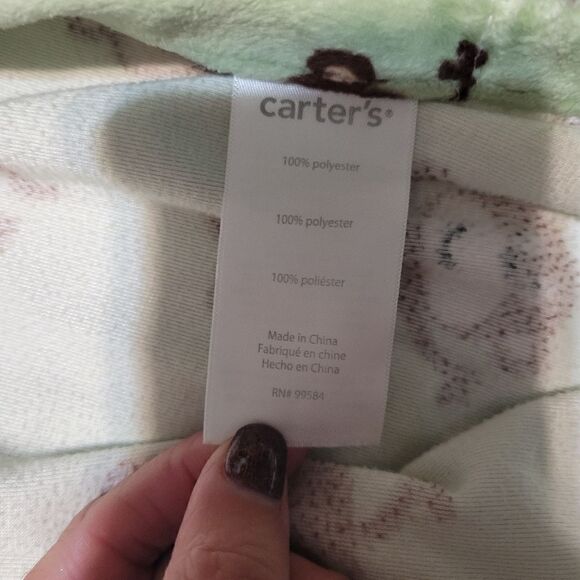 carter's®
100% polyester
100% polyester
100% poliéster
Made in China
Fabriqué en chine
Hecho en China
RN# 99584